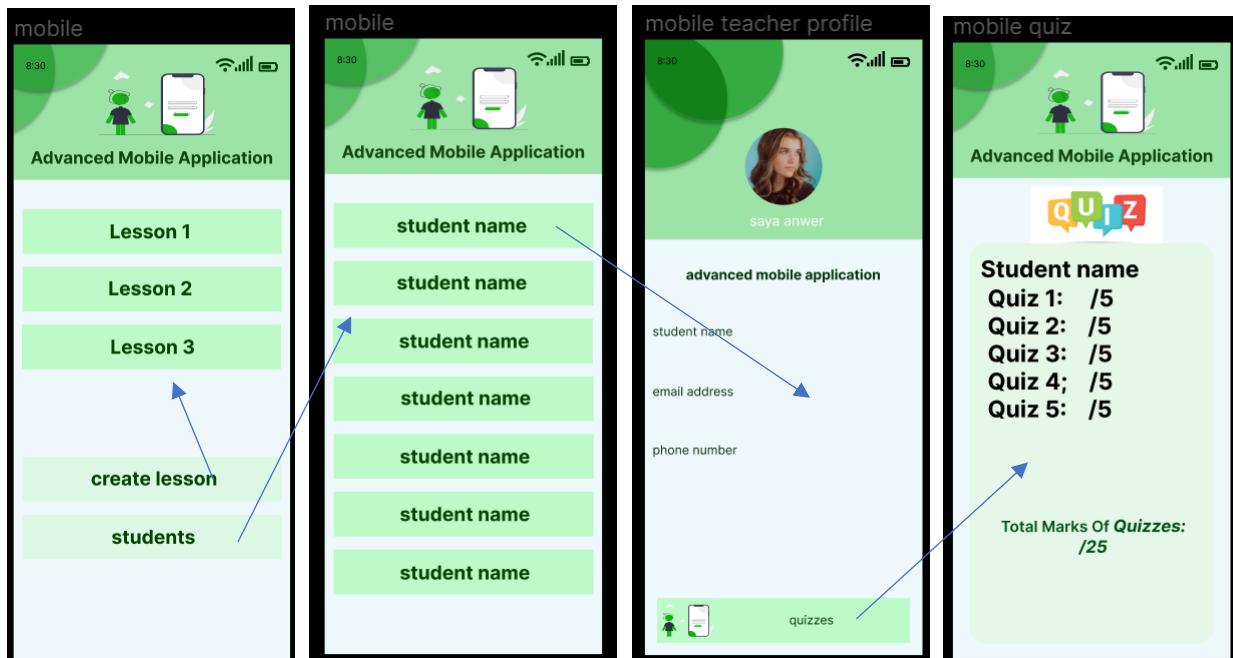 mobile
8:30
Advanced Mobile Application
Lesson 1
Lesson 2
Lesson 3
create lesson
students
mobile
8:30
Advanced Mobile Application
student name
student name
student name
student name
student name
student name
student name
mobile teacher profile
8:30
saya anwer
advanced mobile application
student name
email address
phone number
quizzes
mobile quiz
8:30
Advanced Mobile Application
QUIZ
Student name
Quiz 1: /5
Quiz 2: /5
Quiz 3: /5
Quiz 4; /5
Quiz 5: /5
Total Marks Of Quizzes:
/25